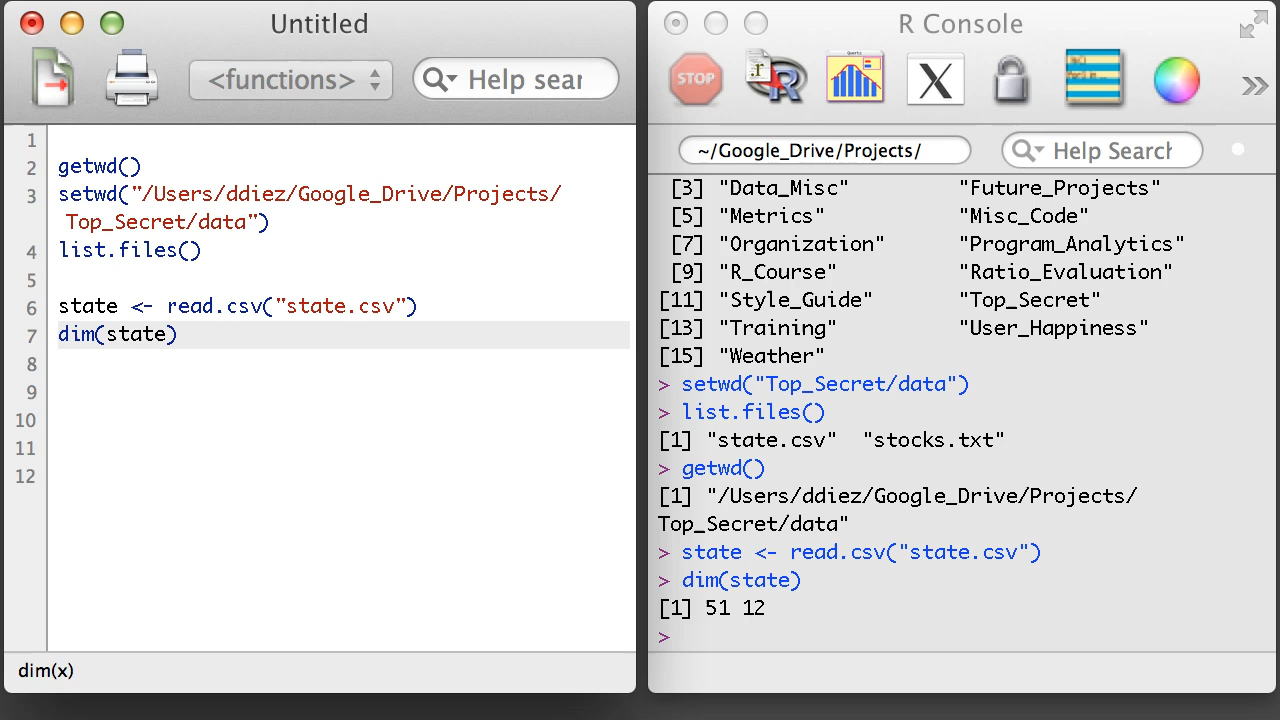 Untitled
<functions>
Help sear
1
2 getwd()
3 setwd("/Users/ddiez/Google_Drive/Projects/
Top_Secret/data")
4 list.files()
5
6 state <- read.csv("state.csv")
7 dim(state)
8
9
10
11
12
dim(x)
R Console
STOP
X
~/Google_Drive/Projects/
Help Search
[3] "Data_Misc" "Future_Projects"
[5] "Metrics" "Misc_Code"
[7] "Organization" "Program_Analytics"
[9] "R_Course" "Ratio_Evaluation"
[11] "Style_Guide" "Top_Secret"
[13] "Training" "User_Happiness"
[15] "Weather"
> setwd("Top_Secret/data")
> list.files()
[1] "state.csv" "stocks.txt"
> getwd()
[1] "/Users/ddiez/Google_Drive/Projects/
Top_Secret/data"
> state <- read.csv("state.csv")
> dim(state)
[1] 51 12
>